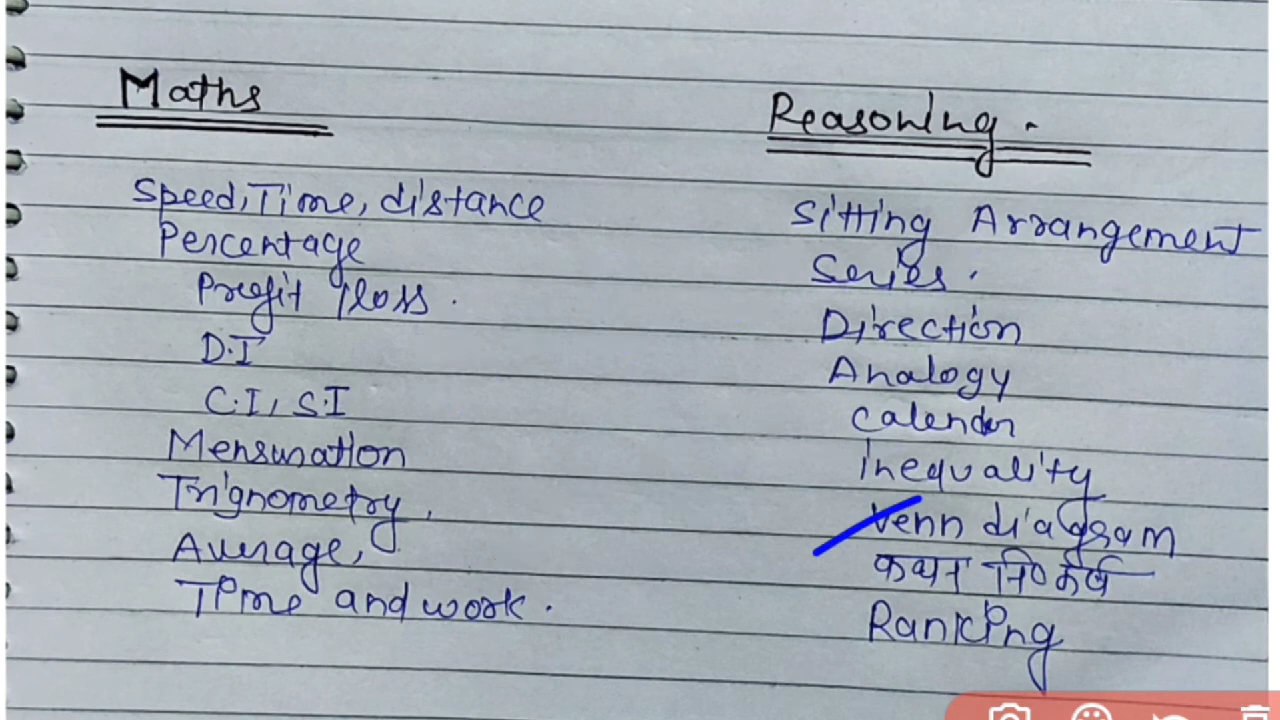 Maths
Speed, Time, distance
Percentage
Profit / loss.
D.I
C.I, S.I
Mensuration
Trignometry,
Average,
Time and work.
Reasoning.
Sitting Arrangement
Series.
Direction
Analogy
Calender
inequality
Venn diagram
कथन निष्कर्ष
Ranking